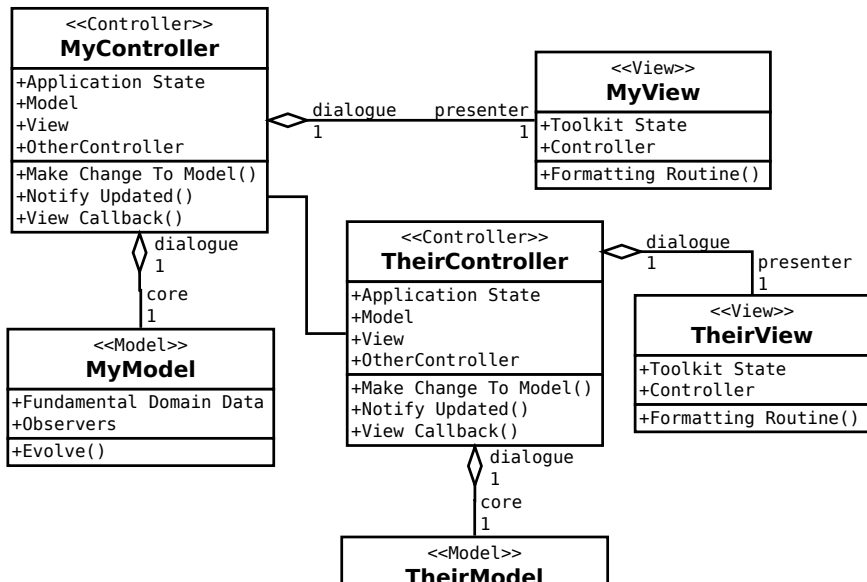 <<Controller>>
MyController
+Application State
+Model
+View
+OtherController
+Make Change To Model()
+Notify Updated()
+View Callback()
dialogue
1
presenter
1
<<View>>
MyView
+Toolkit State
+Controller
+Formatting Routine()
dialogue
1
core
1
<<Model>>
MyModel
+Fundamental Domain Data
+Observers
+Evolve()
<<Controller>>
TheirController
+Application State
+Model
+View
+OtherController
+Make Change To Model()
+Notify Updated()
+View Callback()
dialogue
1
presenter
1
<<View>>
TheirView
+Toolkit State
+Controller
+Formatting Routine()
dialogue
1
core
1
<<Model>>
TheirModel